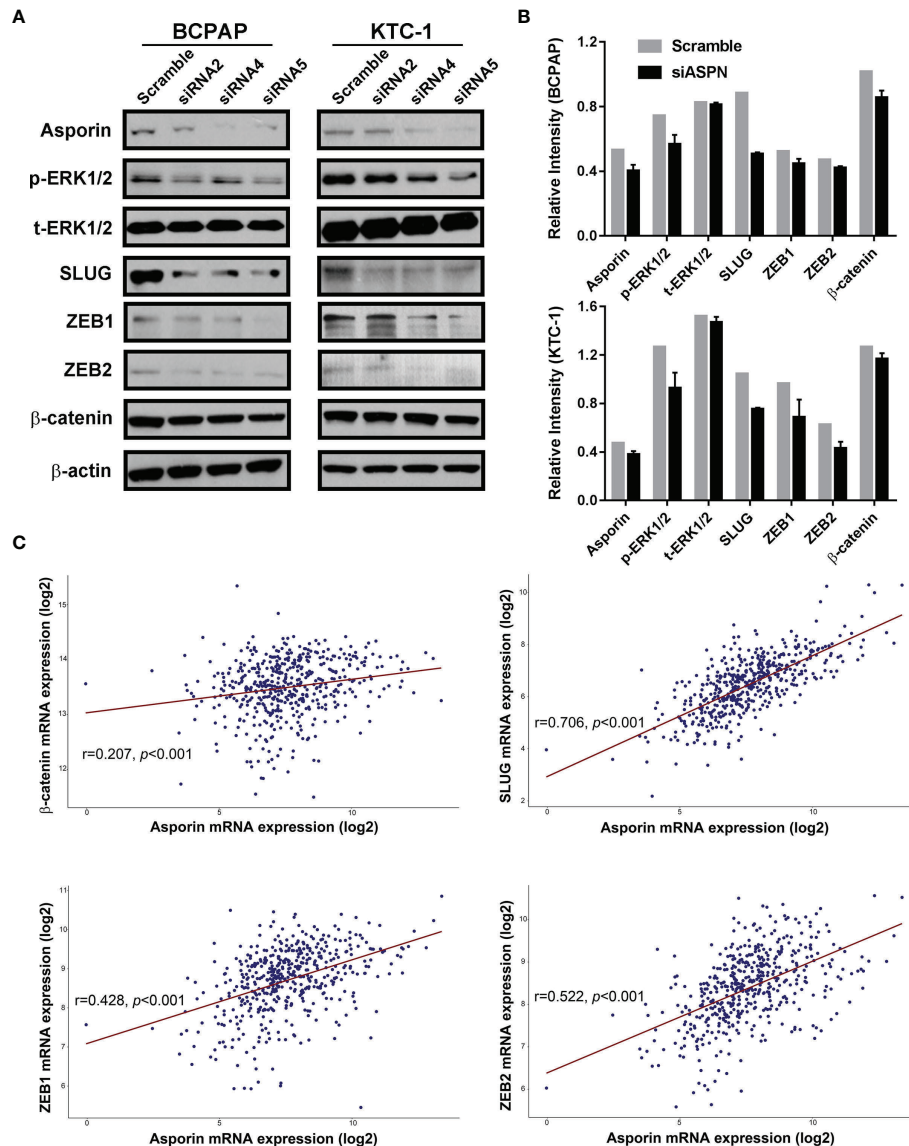 A
BCPAP
KTC-1
Scramble siRNA2 siRNA4 siRNA5
Scramble siRNA2 siRNA4 siRNA5
Asporin
p-ERK1/2
t-ERK1/2
SLUG
ZEB1
ZEB2
β-catenin
β-actin
B
Scramble
siASPN
Relative Intensity (BCPAP)
1.2
0.8
0.4
0.0
Asporin p-ERK1/2 t-ERK1/2 SLUG ZEB1 ZEB2 β-catenin
Relative Intensity (KTC-1)
1.6
1.2
0.8
0.4
0.0
Asporin p-ERK1/2 t-ERK1/2 SLUG ZEB1 ZEB2 β-catenin
C
β-catenin mRNA expression (log2)
15
14
13
12
r=0.207, p<0.001
0 5 10
Asporin mRNA expression (log2)
SLUG mRNA expression (log2)
10
8
6
4
2
r=0.706, p<0.001
0 5 10
Asporin mRNA expression (log2)
ZEB1 mRNA expression (log2)
11
10
9
8
7
6
r=0.428, p<0.001
0 5 10
Asporin mRNA expression (log2)
ZEB2 mRNA expression (log2)
10
9
8
7
6
r=0.522, p<0.001
0 5 10
Asporin mRNA expression (log2)